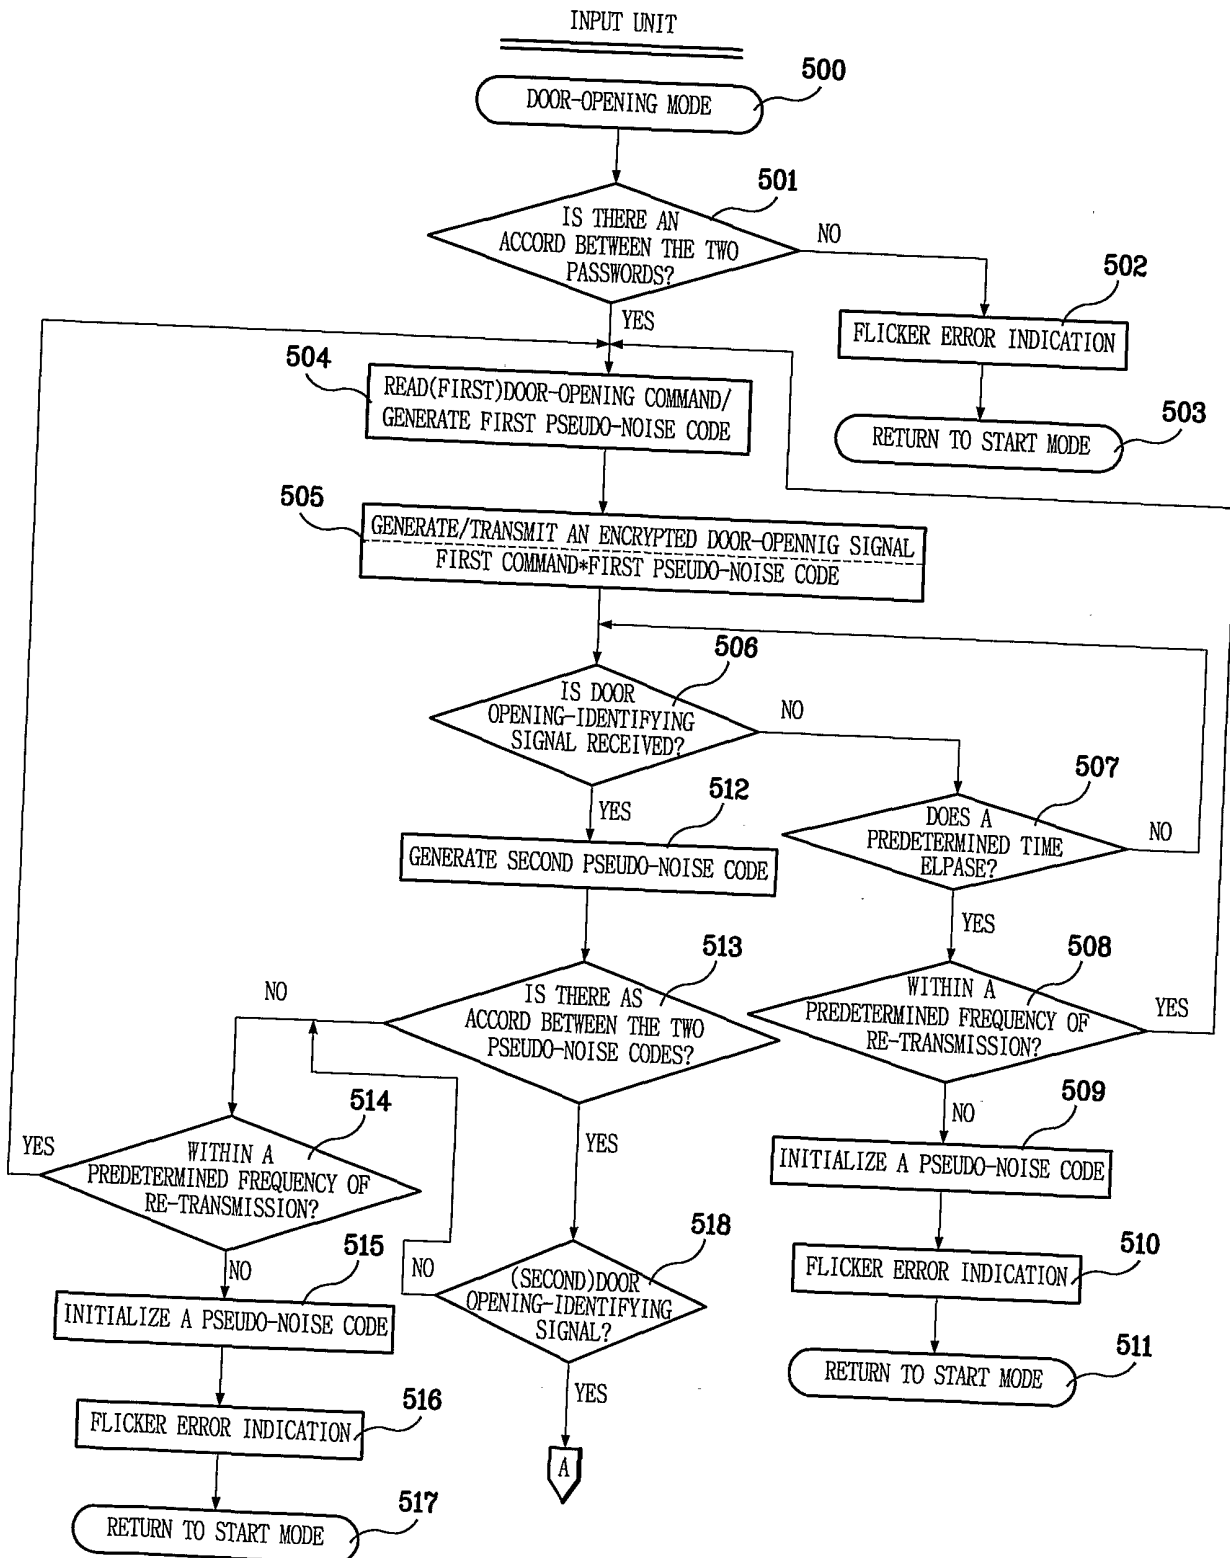 INPUT UNIT
DOOR-OPENING MODE
500
IS THERE AN
ACCORD BETWEEN THE TWO
PASSWORDS?
501
NO
YES
FLICKER ERROR INDICATION
502
RETURN TO START MODE
503
504
READ(FIRST)DOOR-OPENING COMMAND/
GENERATE FIRST PSEUDO-NOISE CODE
505
GENERATE/TRANSMIT AN ENCRYPTED DOOR-OPENNIG SIGNAL
FIRST COMMAND*FIRST PSEUDO-NOISE CODE
506
IS DOOR
OPENING-IDENTIFYING
SIGNAL RECEIVED?
NO
YES
507
DOES A
PREDETERMINED TIME
ELPASE?
NO
YES
512
GENERATE SECOND PSEUDO-NOISE CODE
508
WITHIN A
PREDETERMINED FREQUENCY OF
RE-TRANSMISSION?
YES
NO
513
IS THERE AS
ACCORD BETWEEN THE TWO
PSEUDO-NOISE CODES?
NO
YES
509
INITIALIZE A PSEUDO-NOISE CODE
510
FLICKER ERROR INDICATION
511
RETURN TO START MODE
514
WITHIN A
PREDETERMINED FREQUENCY OF
RE-TRANSMISSION?
YES
NO
518
(SECOND)DOOR
OPENING-IDENTIFYING
SIGNAL?
NO
YES
A
515
INITIALIZE A PSEUDO-NOISE CODE
516
FLICKER ERROR INDICATION
517
RETURN TO START MODE